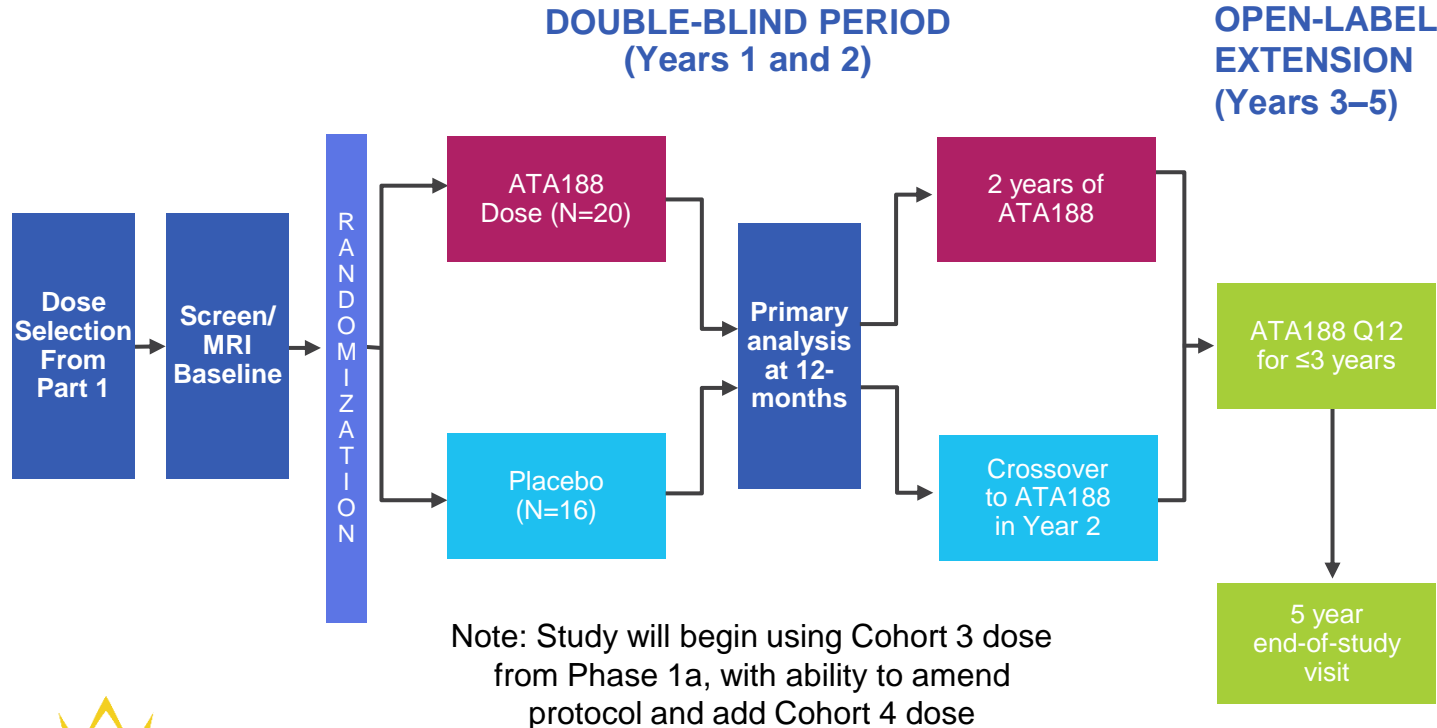 DOUBLE-BLIND PERIOD
(Years 1 and 2)
OPEN-LABEL
EXTENSION
(Years 3–5)
Dose
Selection
From
Part 1
Screen/
MRI
Baseline
RANDOMIZATION
ATA188
Dose (N=20)
Placebo
(N=16)
Primary
analysis
at 12-
months
2 years of
ATA188
Crossover
to ATA188
in Year 2
ATA188 Q12
for ≤3 years
5 year
end-of-study
visit
Note: Study will begin using Cohort 3 dose
from Phase 1a, with ability to amend
protocol and add Cohort 4 dose